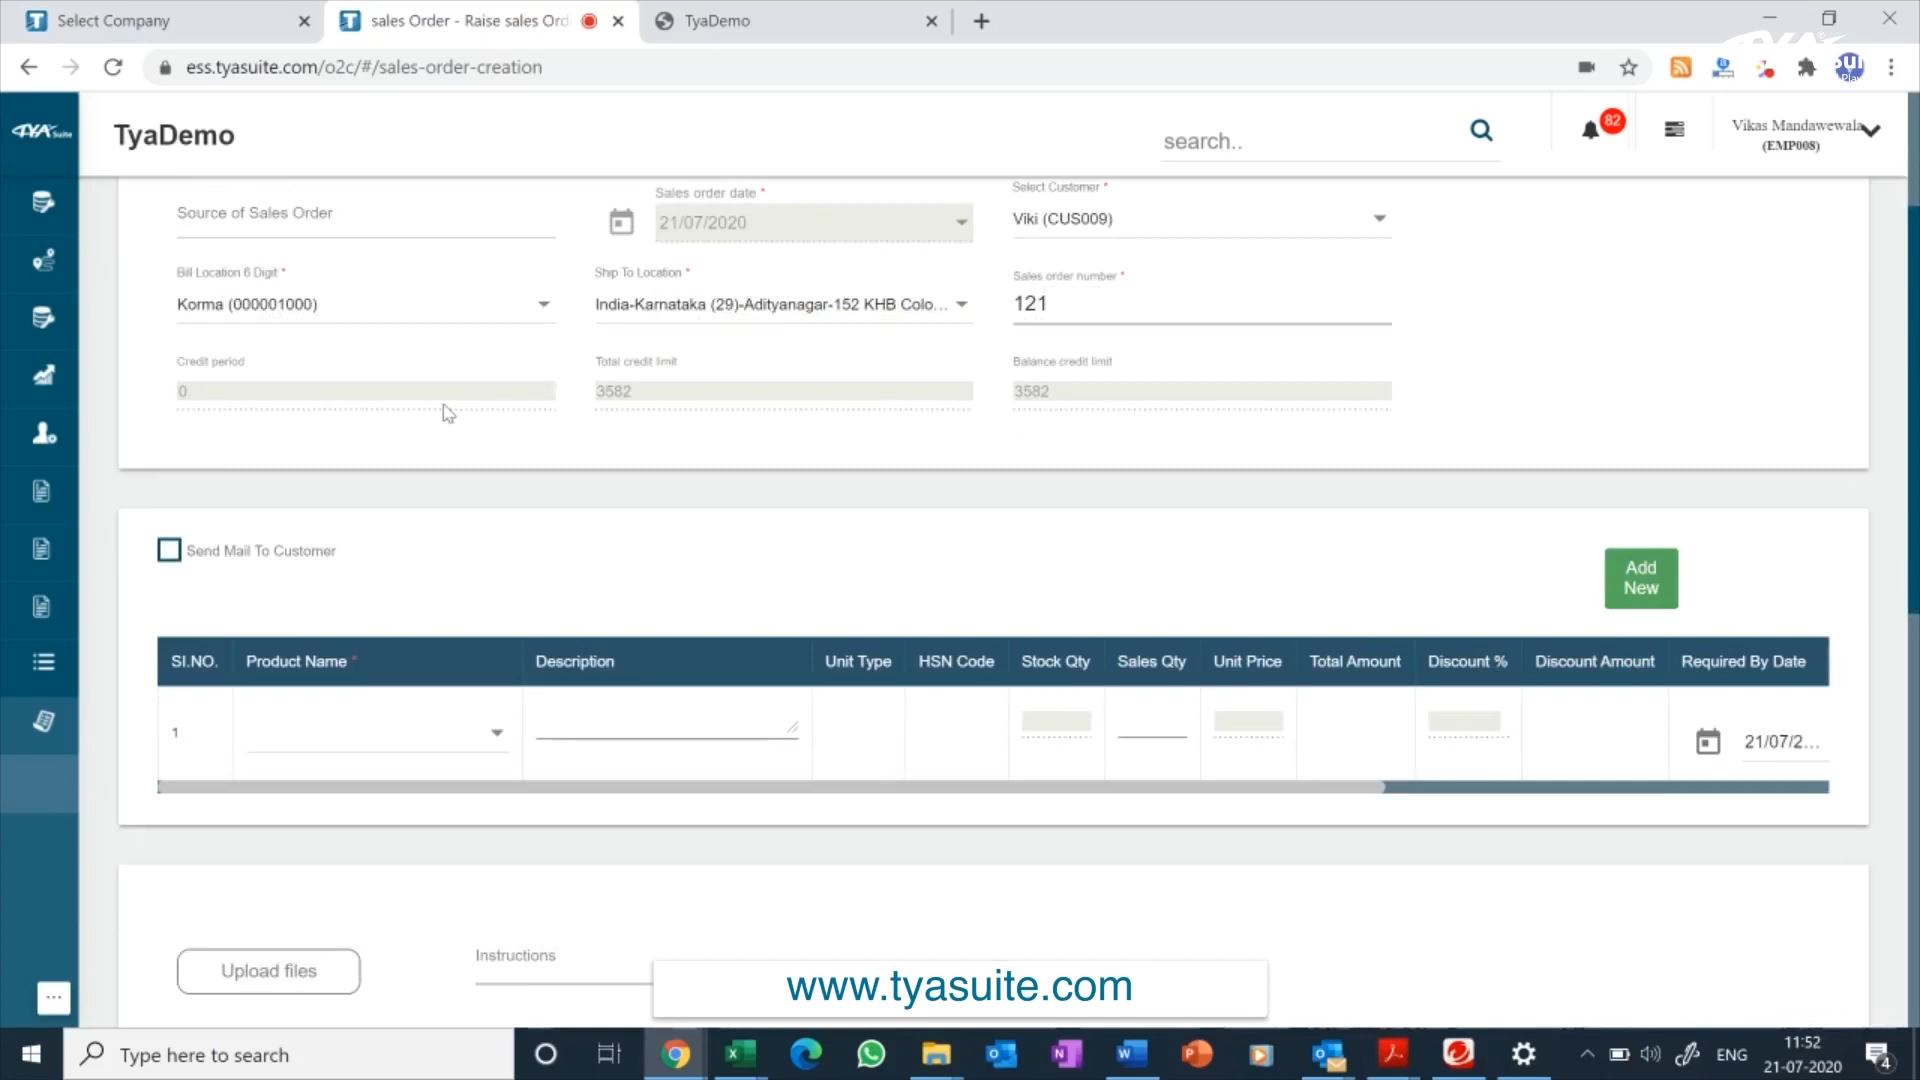 Select Company
sales Order - Raise sales Ord
TyaDemo
ess.tyasuite.com/o2c/#/sales-order-creation
TYA Suite
TyaDemo
search..
82
Vikas Mandawewala
(EMP008)
Source of Sales Order
Sales order date *
21/07/2020
Select Customer *
Viki (CUS009)
Bill Location 6 Digit *
Korma (000001000)
Ship To Location *
India-Karnataka (29)-Adityanagar-152 KHB Colo...
Sales order number *
121
Credit period
0
Total credit limit
3582
Balance credit limit
3582
Send Mail To Customer
Add
New
SI.NO. Product Name * Description Unit Type HSN Code Stock Qty Sales Qty Unit Price Total Amount Discount % Discount Amount Required By Date
1 21/07/2...
Upload files
Instructions
www.tyasuite.com
Type here to search
ENG
11:52
21-07-2020
4